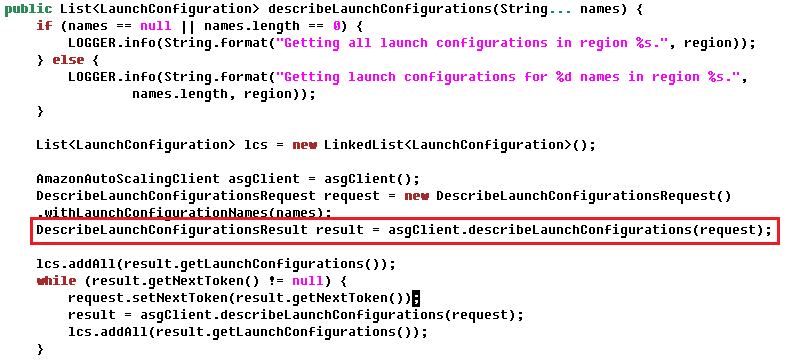 public List<LaunchConfiguration> describeLaunchConfigurations(String... names) {
    if (names == null || names.length == 0) {
        LOGGER.info(String.format("Getting all launch configurations in region %s.", region));
    } else {
        LOGGER.info(String.format("Getting launch configurations for %d names in region %s.",
                names.length, region));
    }
    List<LaunchConfiguration> lcs = new LinkedList<LaunchConfiguration>();
    AmazonAutoScalingClient asgClient = asgClient();
    DescribeLaunchConfigurationsRequest request = new DescribeLaunchConfigurationsRequest()
    .withLaunchConfigurationNames(names);
    DescribeLaunchConfigurationsResult result = asgClient.describeLaunchConfigurations(request);
    lcs.addAll(result.getLaunchConfigurations());
    while (result.getNextToken() != null) {
        request.setNextToken(result.getNextToken());
        result = asgClient.describeLaunchConfigurations(request);
        lcs.addAll(result.getLaunchConfigurations());
    }